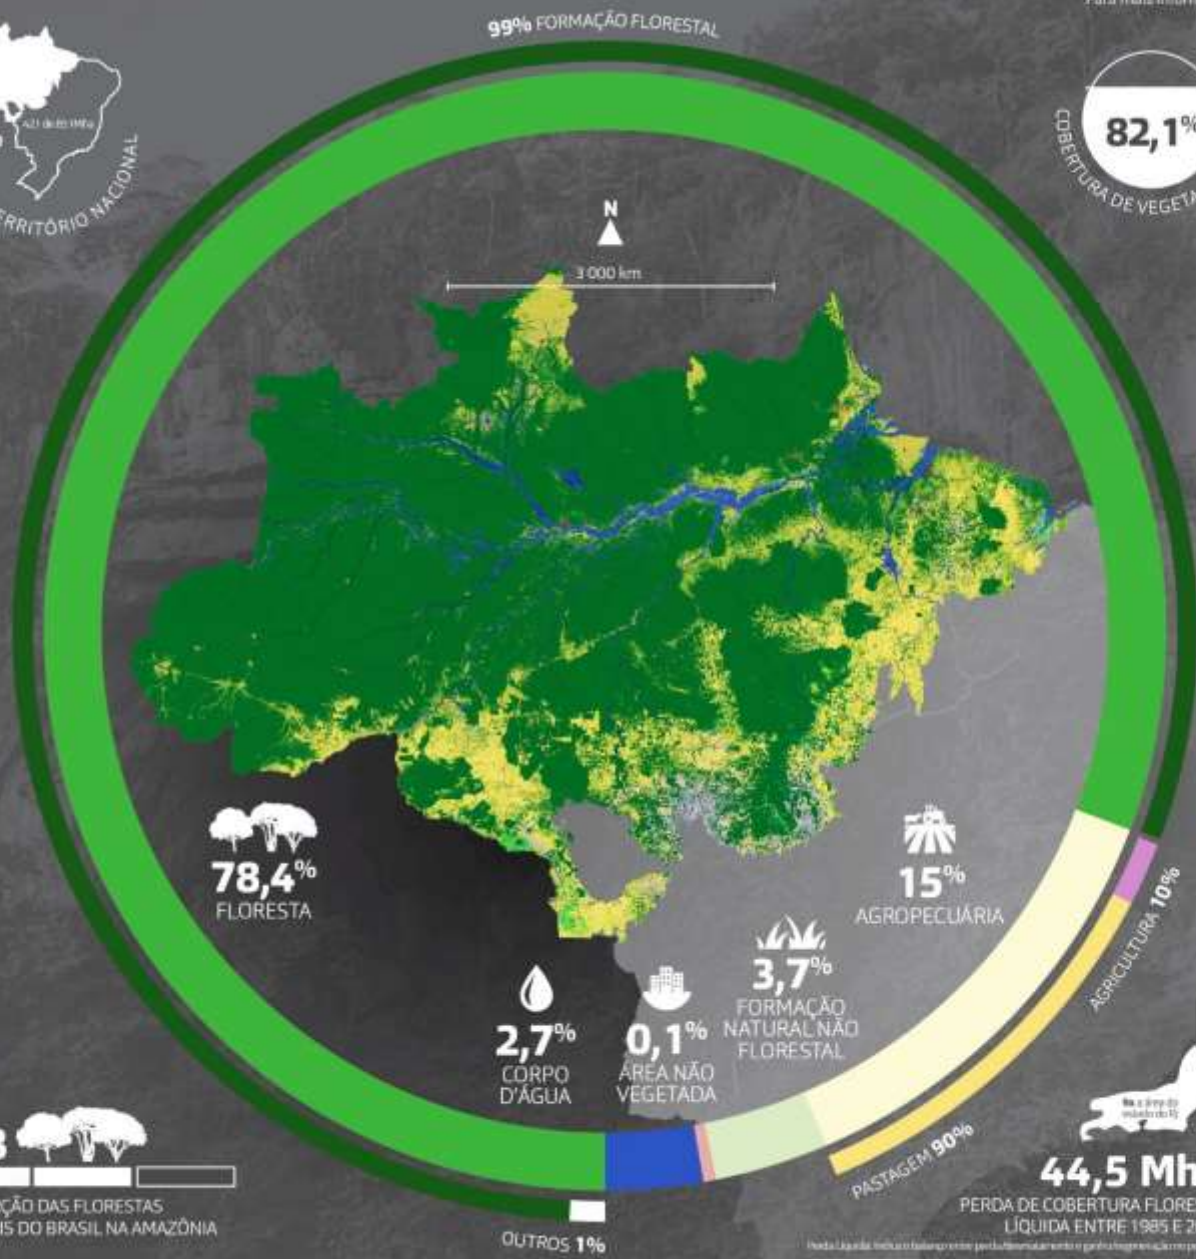 99% FORMAÇÃO FLORESTAL
TERRITÓRIO NACIONAL
82,1%
COBERTURA DE
N
3 000 km
78,4%
FLORESTA
15%
AGROPECUÁRIA
3,7%
FORMAÇÃO
NATURAL NÃO
FLORESTAL
2,7%
CORPO
D'ÁGUA
0,1%
ÁREA NÃO
VEGETADA
AGRICULTURA 10%
PASTAGEM 90%
OUTROS 1%
ÇÃO DAS FLORESTAS
IS DO BRASIL NA AMAZÔNIA
44,5 Mh
PERDA DE COBERTURA FLORES
LÍQUIDA ENTRE 1985 E 2